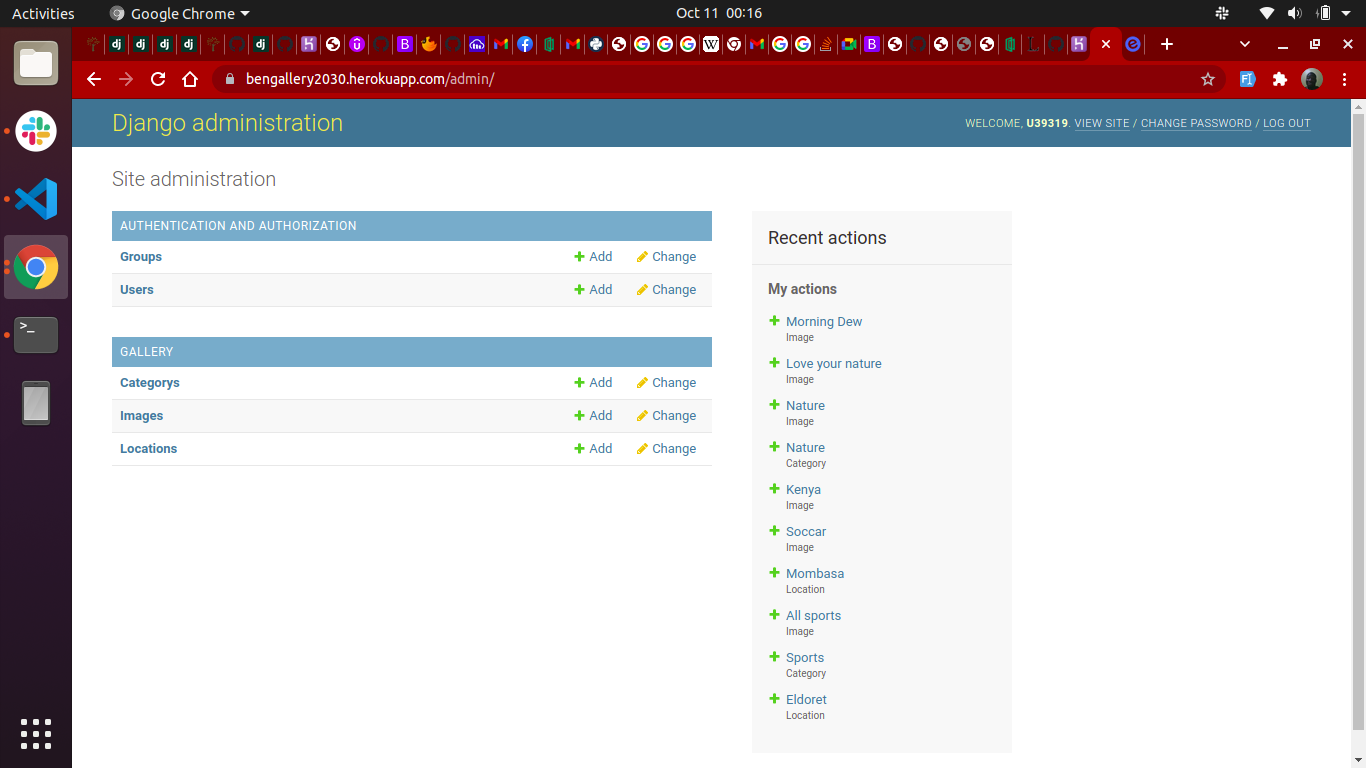 Activities
Google Chrome
Oct 11 00:16
bengallery2030.herokuapp.com/admin/
Django administration
WELCOME, U39319. VIEW SITE / CHANGE PASSWORD / LOG OUT
Site administration
AUTHENTICATION AND AUTHORIZATION
Groups
Add
Change
Users
Add
Change
GALLERY
Categorys
Add
Change
Images
Add
Change
Locations
Add
Change
Recent actions
My actions
Morning Dew
Image
Love your nature
Image
Nature
Image
Nature
Category
Kenya
Image
Soccar
Image
Mombasa
Location
All sports
Image
Sports
Category
Eldoret
Location